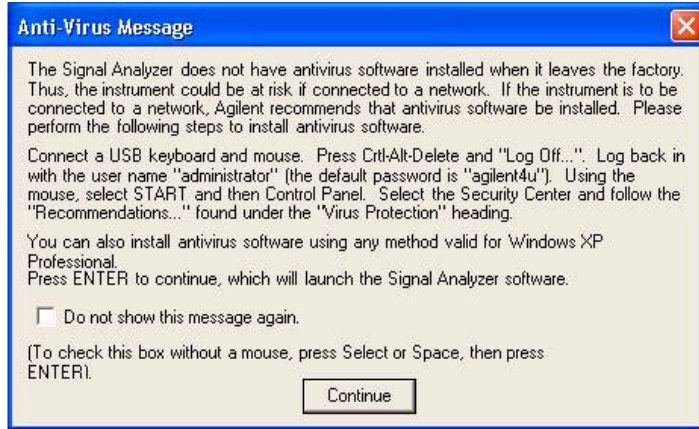 Anti-Virus Message
The Signal Analyzer does not have antivirus software installed when it leaves the factory.
Thus, the instrument could be at risk if connected to a network.  If the instrument is to be
connected to a network, Agilent recommends that antivirus software be installed.  Please
perform the following steps to install antivirus software.
Connect a USB keyboard and mouse.  Press Crtl-Alt-Delete and "Log Off...".  Log back in
with the user name "administrator" (the default password is "agilent4u").  Using the
mouse, select START and then Control Panel.  Select the Security Center and follow the
"Recommendations..." found under the "Virus Protection" heading.
You can also install antivirus software using any method valid for Windows XP
Professional.
Press ENTER to continue, which will launch the Signal Analyzer software.
Do not show this message again.
(To check this box without a mouse, press Select or Space, then press
ENTER).
Continue